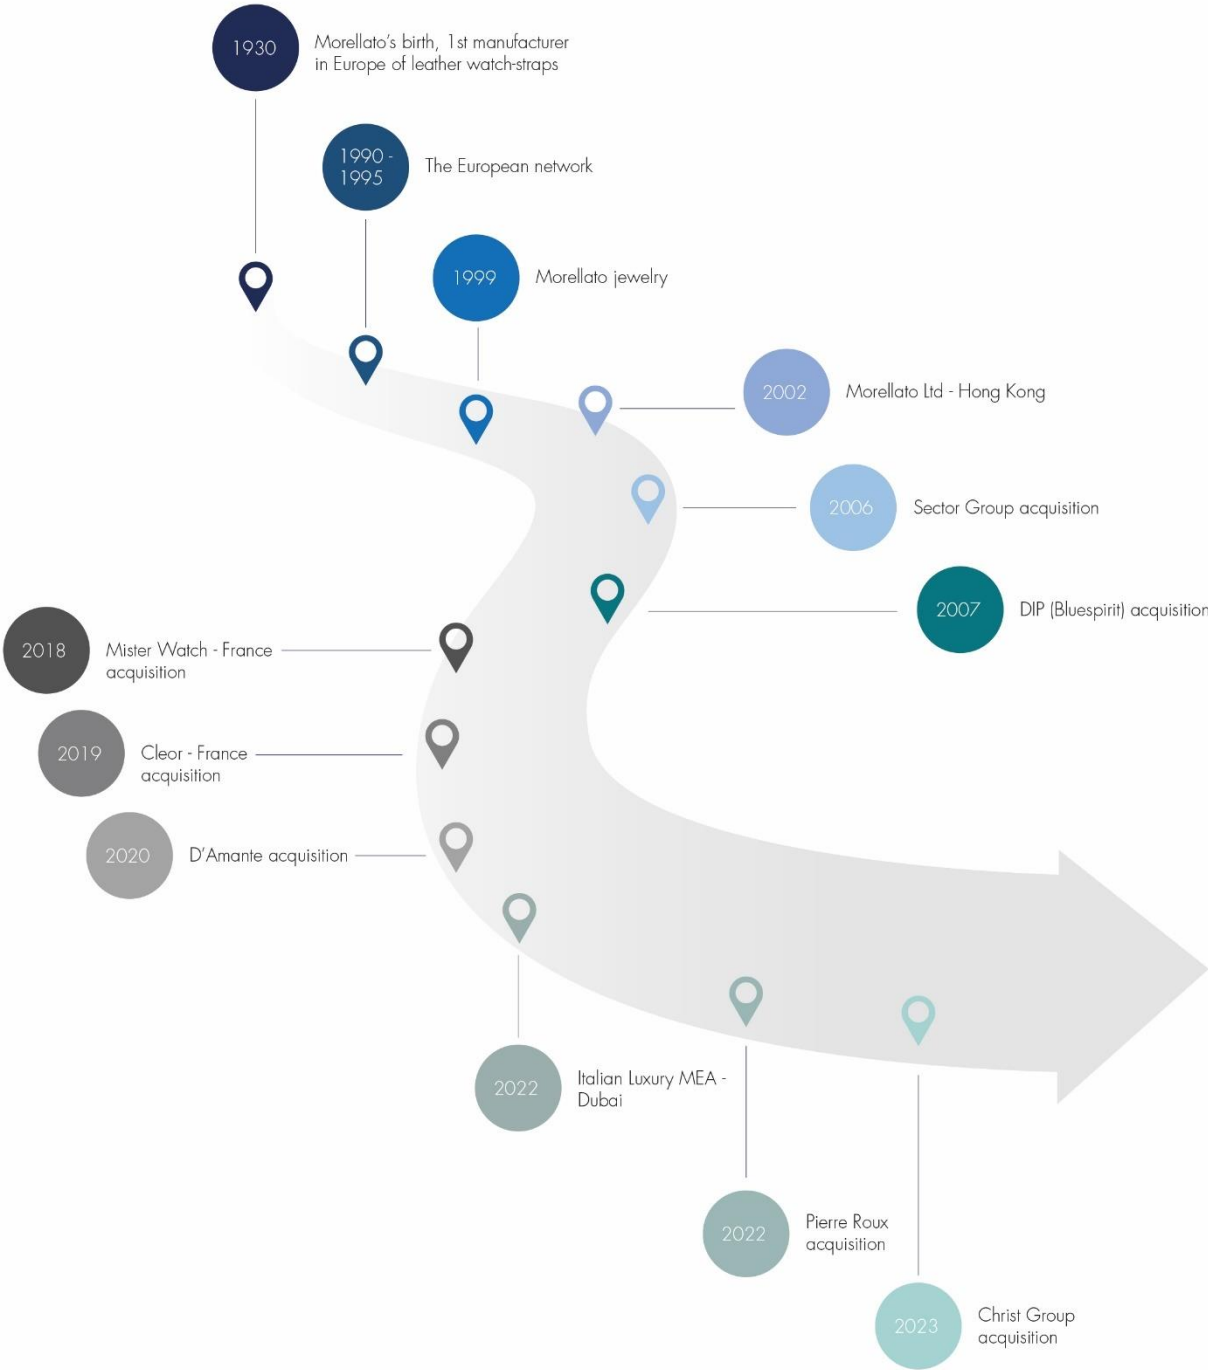 1930
Morellato's birth, 1st manufacturer
in Europe of leather watch-straps
1990 -
1995
The European network
1999
Morellato jewelry
2002
Morellato Ltd - Hong Kong
2006
Sector Group acquisition
2007
DIP (Bluespirit) acquisition
2018
Mister Watch - France
acquisition
2019
Cleor - France
acquisition
2020
D'Amante acquisition
2022
Italian Luxury MEA -
Dubai
2022
Pierre Roux
acquisition
2023
Christ Group
acquisition